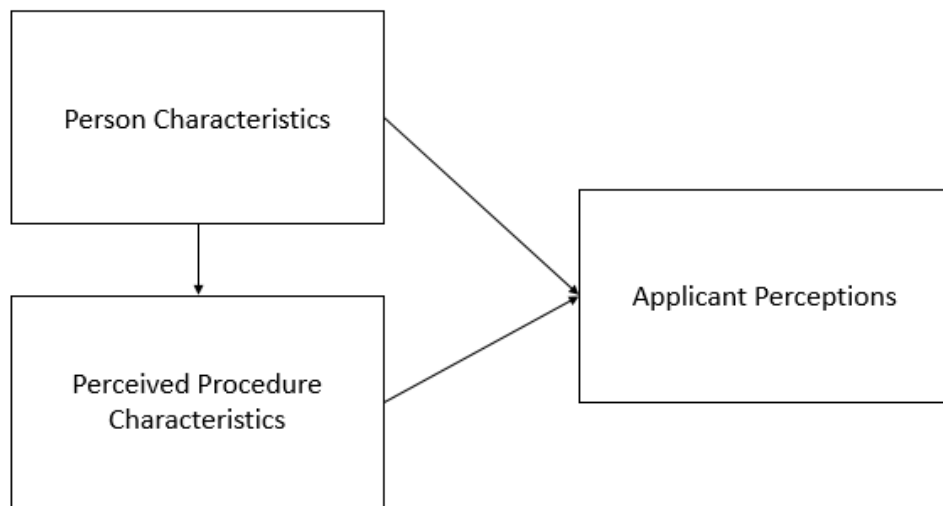 Person Characteristics
Applicant Perceptions
Perceived Procedure
Characteristics